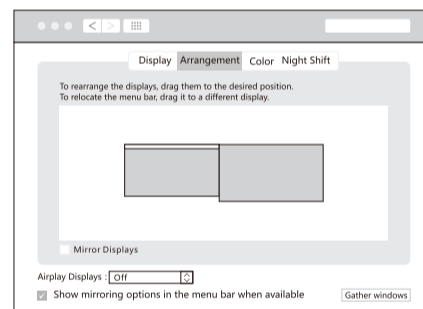 Display Arrangement Color Night Shift
To rearrange the displays, drag them to the desired position.
To relocate the menu bar, drag it to a different display.
Mirror Displays
Airplay Displays : Off
Show mirroring options in the menu bar when available
Gather windows